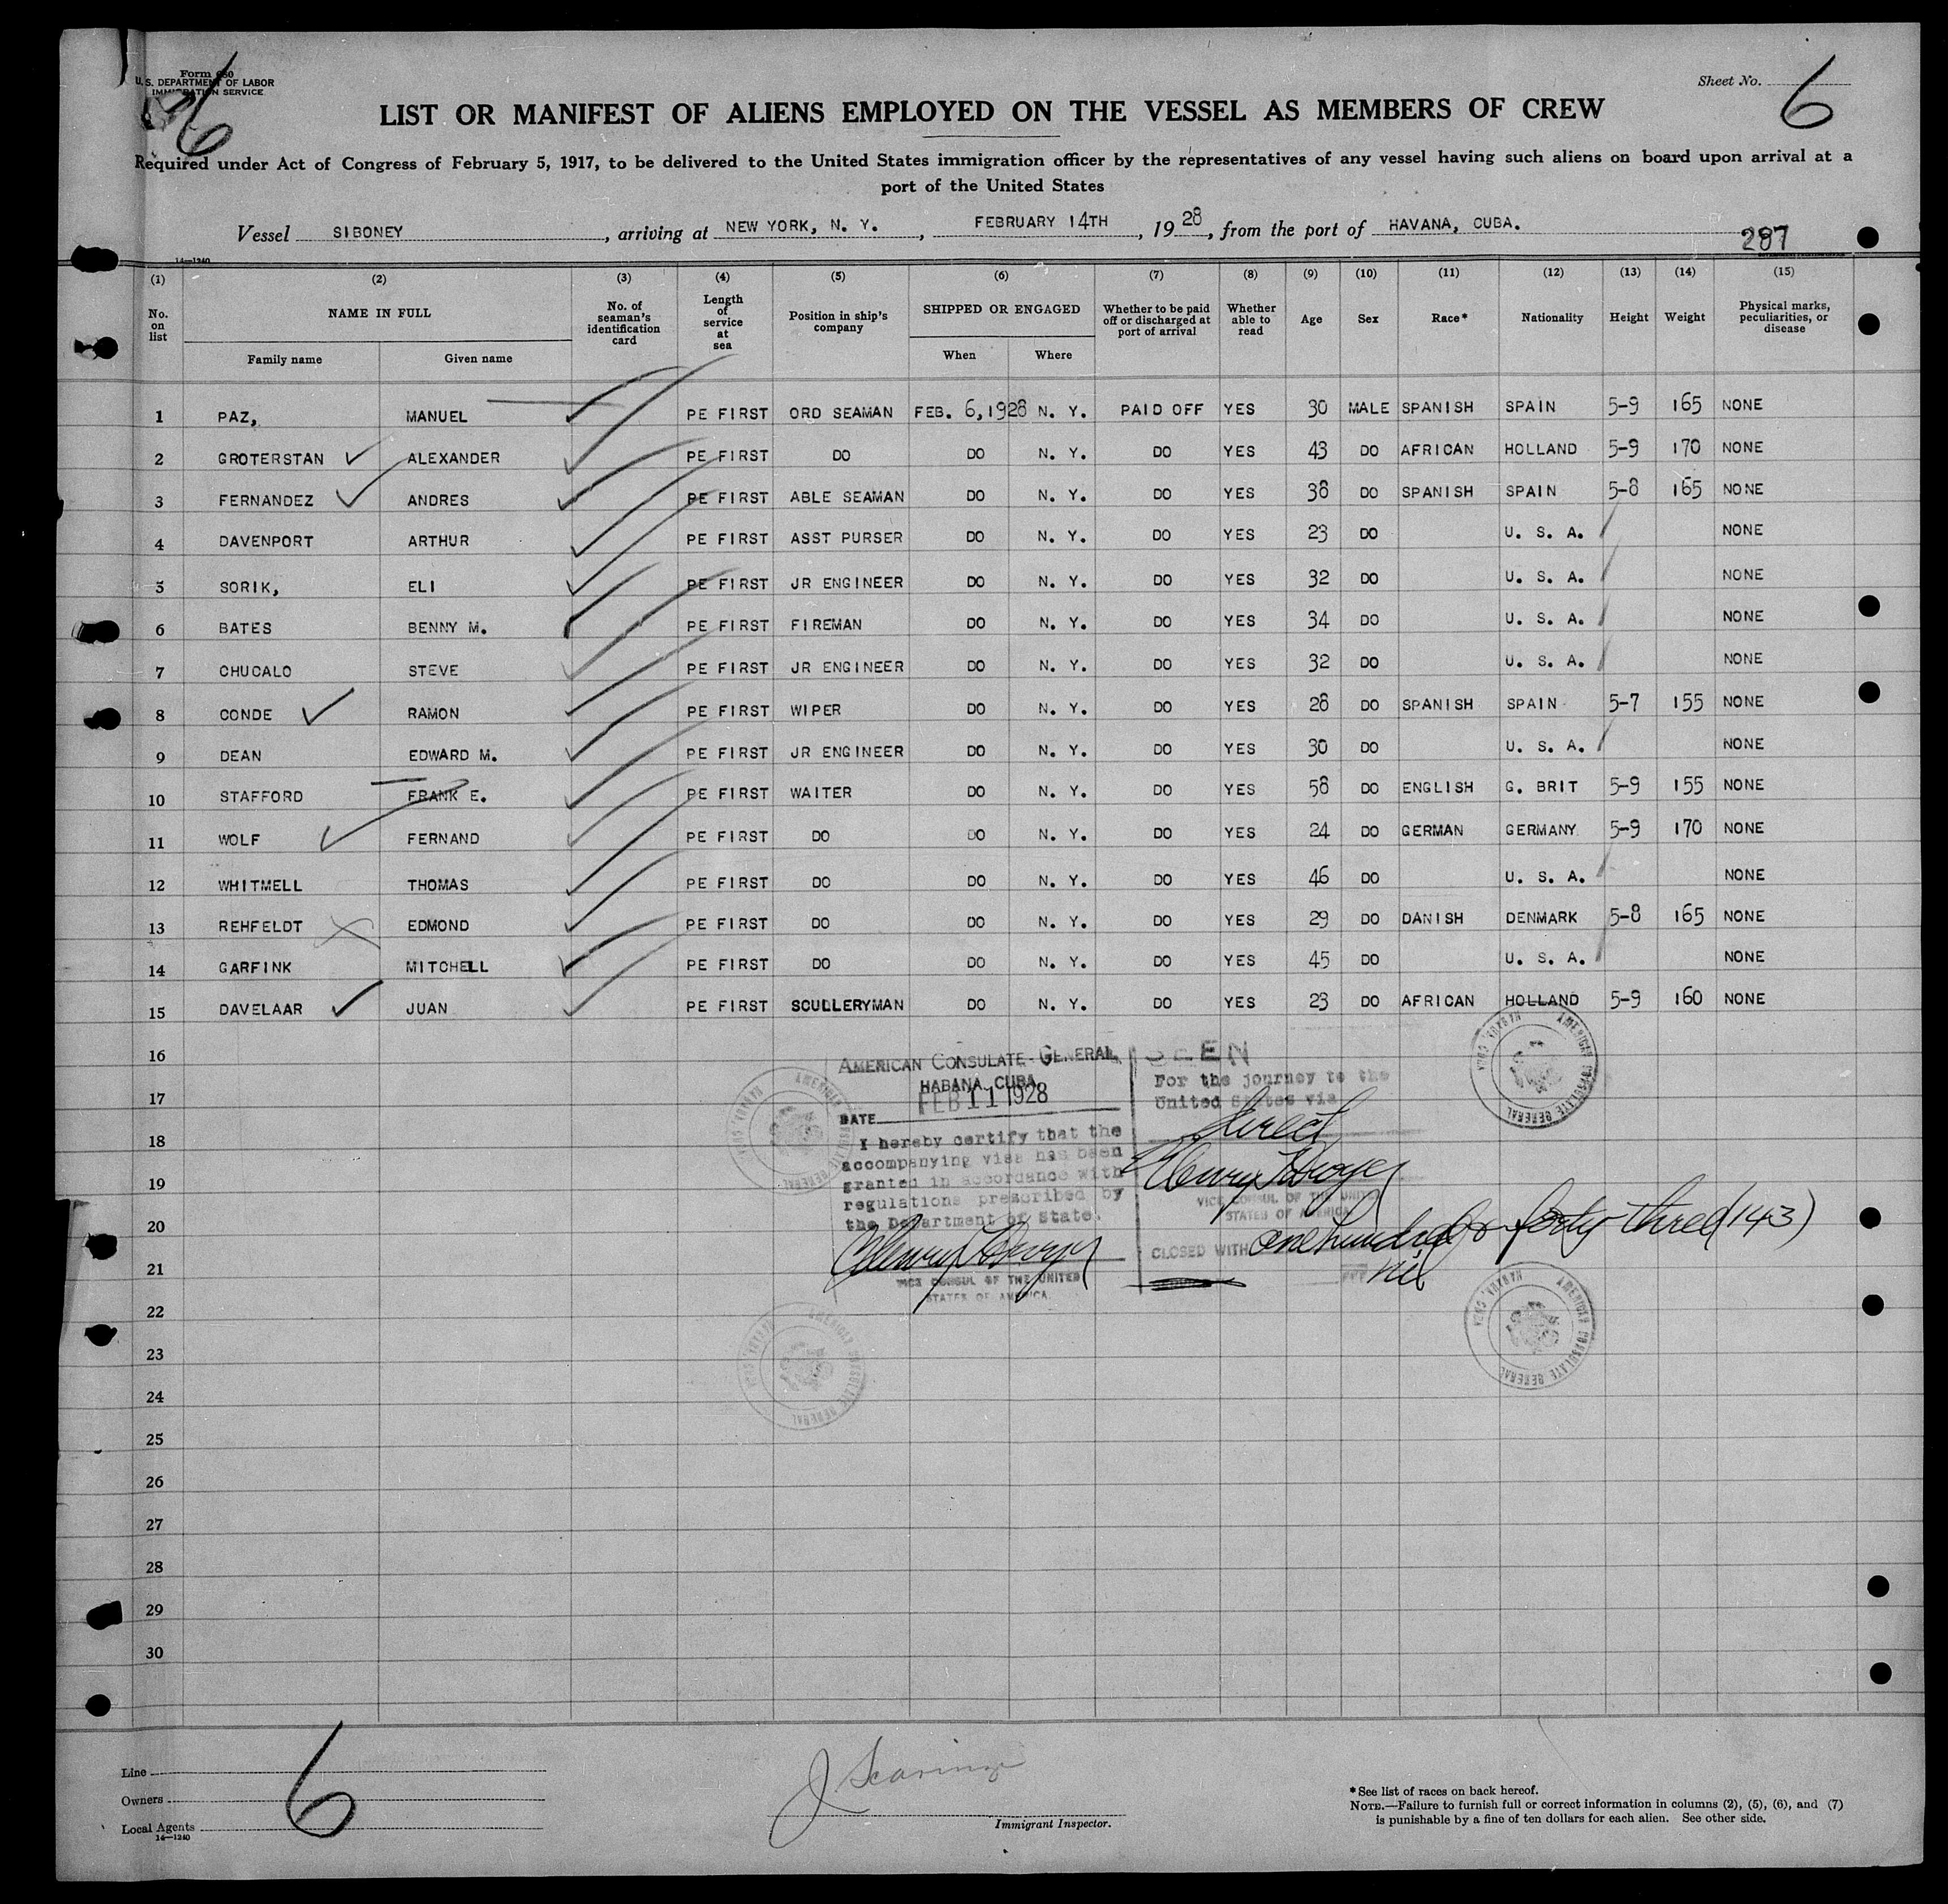 Form 680
U. S. DEPARTMENT OF LABOR
IMMIGRATION SERVICE
Sheet No. 6
LIST OR MANIFEST OF ALIENS EMPLOYED ON THE VESSEL AS MEMBERS OF CREW
Required under Act of Congress of February 5, 1917, to be delivered to the United States immigration officer by the representatives of any vessel having such aliens on board upon arrival at a
port of the United States
Vessel SIBONEY, arriving at NEW YORK, N. Y., FEBRUARY 14TH, 1928, from the port of HAVANA, CUBA.
287
14—1240
(1) (2) (3) (4) (5) (6) (7) (8) (9) (10) (11) (12) (13) (14) (15)
No. on list NAME IN FULL Family name Given name No. of seaman's identification card Length of service at sea Position in ship's company SHIPPED OR ENGAGED When Where Whether to be paid off or discharged at port of arrival Whether able to read Age Sex Race* Nationality Height Weight Physical marks, peculiarities, or disease
1 PAZ, MANUEL PE FIRST ORD SEAMAN FEB. 6,1928 N. Y. PAID OFF YES 30 MALE SPANISH SPAIN 5-9 165 NONE
2 GROTERSTAN ALEXANDER PE FIRST DO DO N. Y. DO YES 43 DO AFRICAN HOLLAND 5-9 170 NONE
3 FERNANDEZ ANDRES PE FIRST ABLE SEAMAN DO N. Y. DO YES 38 DO SPANISH SPAIN 5-8 165 NONE
4 DAVENPORT ARTHUR PE FIRST ASST PURSER DO N. Y. DO YES 23 DO U. S. A. NONE
5 SORIK, ELI PE FIRST JR ENGINEER DO N. Y. DO YES 32 DO U. S. A. NONE
6 BATES BENNY M. PE FIRST FIREMAN DO N. Y. DO YES 34 DO U. S. A. NONE
7 CHUCALO STEVE PE FIRST JR ENGINEER DO N. Y. DO YES 32 DO U. S. A. NONE
8 CONDE RAMON PE FIRST WIPER DO N. Y. DO YES 28 DO SPANISH SPAIN 5-7 155 NONE
9 DEAN EDWARD M. PE FIRST JR ENGINEER DO N. Y. DO YES 30 DO U. S. A. NONE
10 STAFFORD FRANK E. PE FIRST WAITER DO N. Y. DO YES 58 DO ENGLISH G. BRIT 5-9 155 NONE
11 WOLF FERNAND PE FIRST DO DO N. Y. DO YES 24 DO GERMAN GERMANY 5-9 170 NONE
12 WHITMELL THOMAS PE FIRST DO DO N. Y. DO YES 46 DO U. S. A. NONE
13 REHFELDT EDMOND PE FIRST DO DO N. Y. DO YES 29 DO DANISH DENMARK 5-8 165 NONE
14 GARFINK MITCHELL PE FIRST DO DO N. Y. DO YES 45 DO U. S. A. NONE
15 DAVELAAR JUAN PE FIRST SCULLERYMAN DO N. Y. DO YES 23 DO AFRICAN HOLLAND 5-9 160 NONE
16
17
18
19
20
21
22
23
24
25
26
27
28
29
30
AMERICAN CONSULATE-GENERAL
HABANA, CUBA
DATE FEB 11 1928
I hereby certify that the
accompanying visa has been
granted in accordance with
regulations prescribed by
the Department of State.
VICE CONSUL OF THE UNITED
STATES OF AMERICA.
SEEN
For the journey to the
United States via
direct
VICE CONSUL OF THE UNITED
STATES OF AMERICA
CLOSED WITH one hundred & forty three (143)
AMERICAN CONSULATE GENERAL HABANA, CUBA
AMERICAN CONSULATE GENERAL HABANA, CUBA
AMERICAN CONSULATE GENERAL HABANA, CUBA
AMERICAN CONSULATE GENERAL HABANA, CUBA
Line
Owners
Local Agents
14—1240
6
Immigrant Inspector.
*See list of races on back hereof.
NOTE.—Failure to furnish full or correct information in columns (2), (5), (6), and (7)
is punishable by a fine of ten dollars for each alien. See other side.